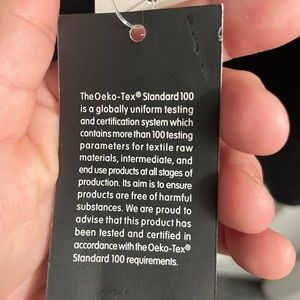 The Oeko-Tex® Standard 100
is a globally uniform testing
and certification system which
contains more than 100 testing
parameters for textile raw
materials, intermediate, and
end use products at all stages of
production. Its aim is to ensure
products are free of harmful
substances. We are proud to
advise that this product has
been tested and certified in
accordance with the Oeko-Tex®
Standard 100 requirements.